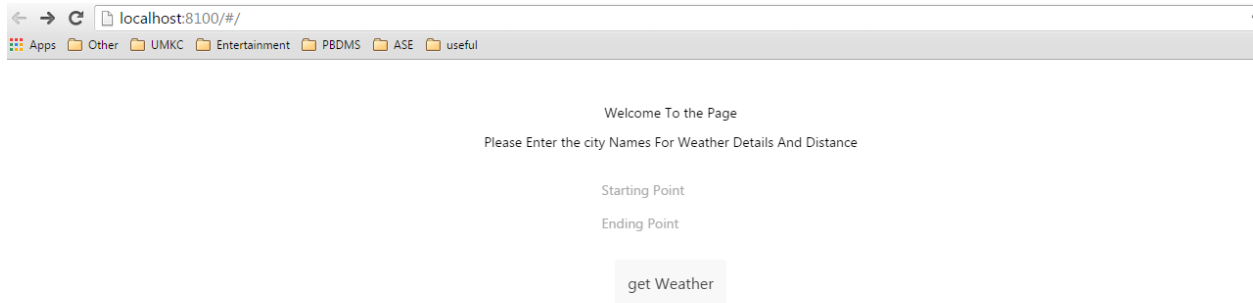 localhost:8100/#/
Apps Other UMKC Entertainment PBDMS ASE useful
Welcome To the Page
Please Enter the city Names For Weather Details And Distance
Starting Point
Ending Point
get Weather